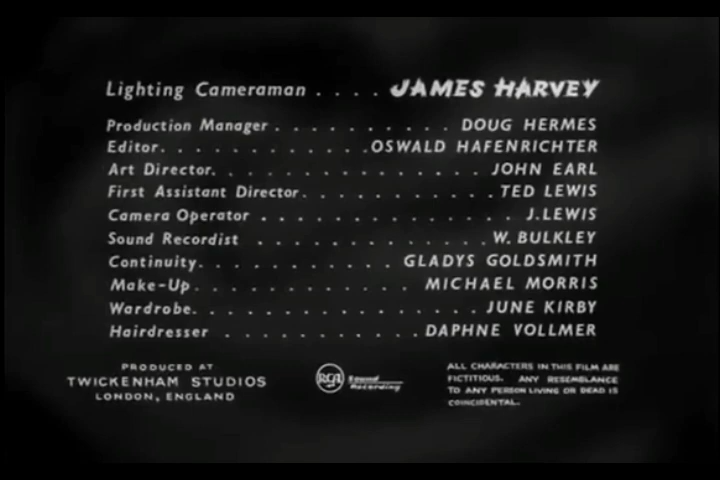 Lighting Cameraman . . . . JAMES HARVEY
Production Manager . . . . . . . . . . DOUG HERMES
Editor. . . . . . . . . . . .OSWALD HAFENRICHTER
Art Director. . . . . . . . . . . . . . . JOHN EARL
First Assistant Director. . . . . . . . . . TED LEWIS
Camera Operator . . . . . . . . . . . . . J.LEWIS
Sound Recordist . . . . . . . . . . . .W. BULKLEY
Continuity. . . . . . . . . . . GLADYS GOLDSMITH
Make-Up. . . . . . . . . . . . MICHAEL MORRIS
Wardrobe. . . . . . . . . . . . . . . JUNE KIRBY
Hairdresser . . . . . . . . . . .DAPHNE VOLLMER
PRODUCED AT
TWICKENHAM STUDIOS
LONDON, ENGLAND
RCA Sound
Recording
ALL CHARACTERS IN THIS FILM ARE
FICTITIOUS. ANY RESEMBLANCE
TO ANY PERSON LIVING OR DEAD IS
COINCIDENTAL.